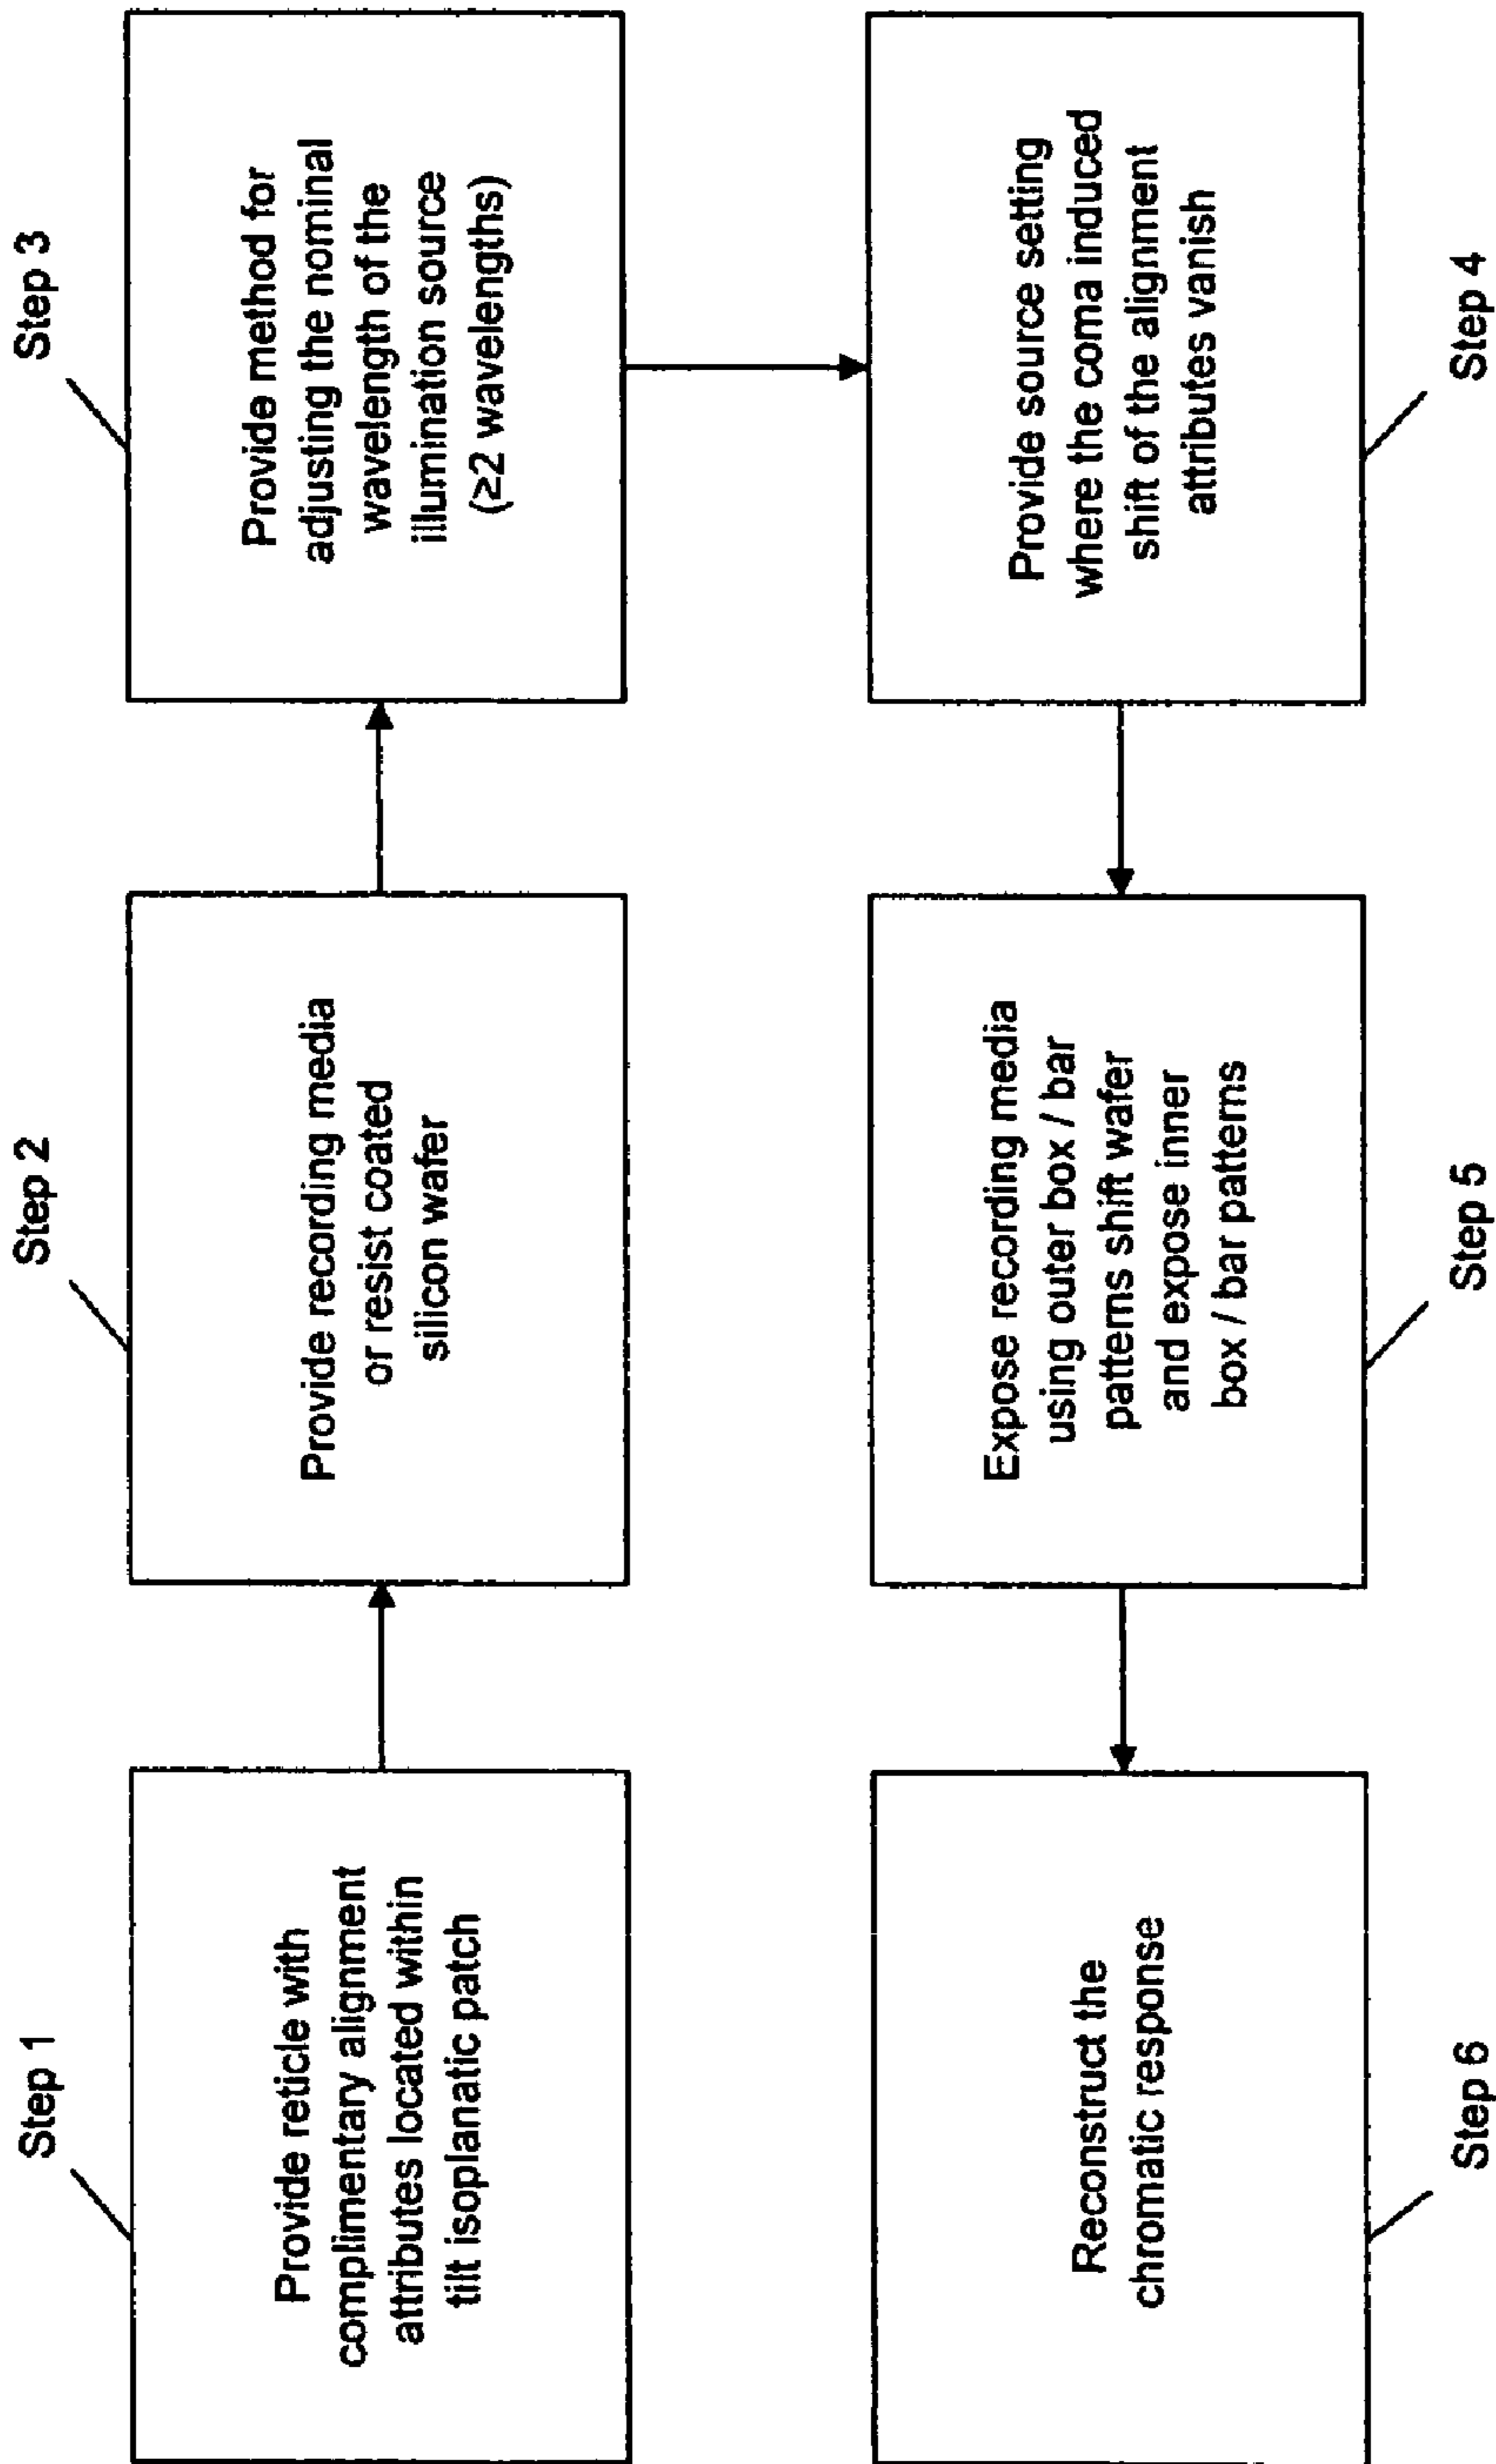 Step 1
Provide reticle with
complimentary alignment
attributes located within
tilt isoplanatic patch
Step 2
Provide recording media
or resist coated
silicon wafer
Step 3
Provide method for
adjusting the nominal
wavelength of the
illumination source
(≥2 wavelengths)
Provide source setting
where the coma induced
shift of the alignment
attributes vanish
Step 4
Expose recording media
using outer box / bar
patterns shift wafer
and expose inner
box / bar patterns
Step 5
Reconstruct the
chromatic response
Step 6